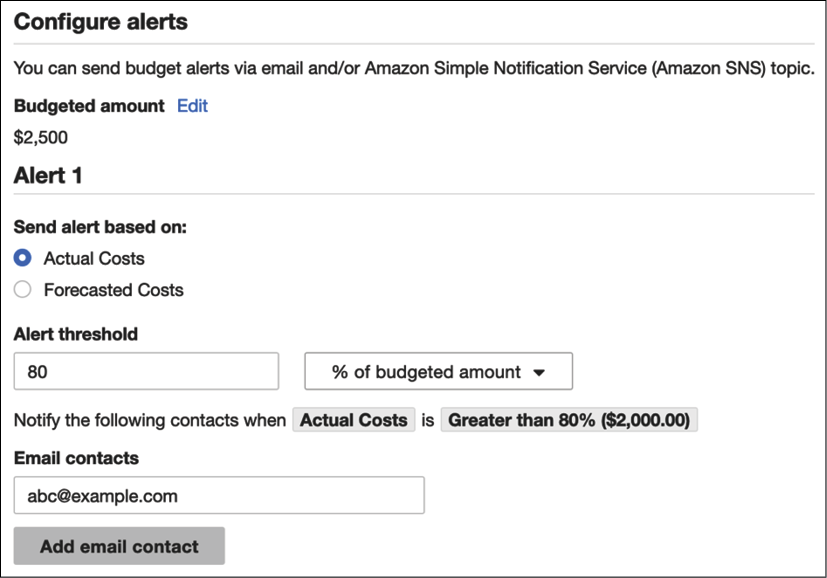 Configure alerts
You can send budget alerts via email and/or Amazon Simple Notification Service (Amazon SNS) topic.
Budgeted amount Edit
$2,500
Alert 1
Send alert based on:
Actual Costs
Forecasted Costs
Alert threshold
80 % of budgeted amount
Notify the following contacts when Actual Costs is Greater than 80% ($2,000.00)
Email contacts
abc@example.com
Add email contact